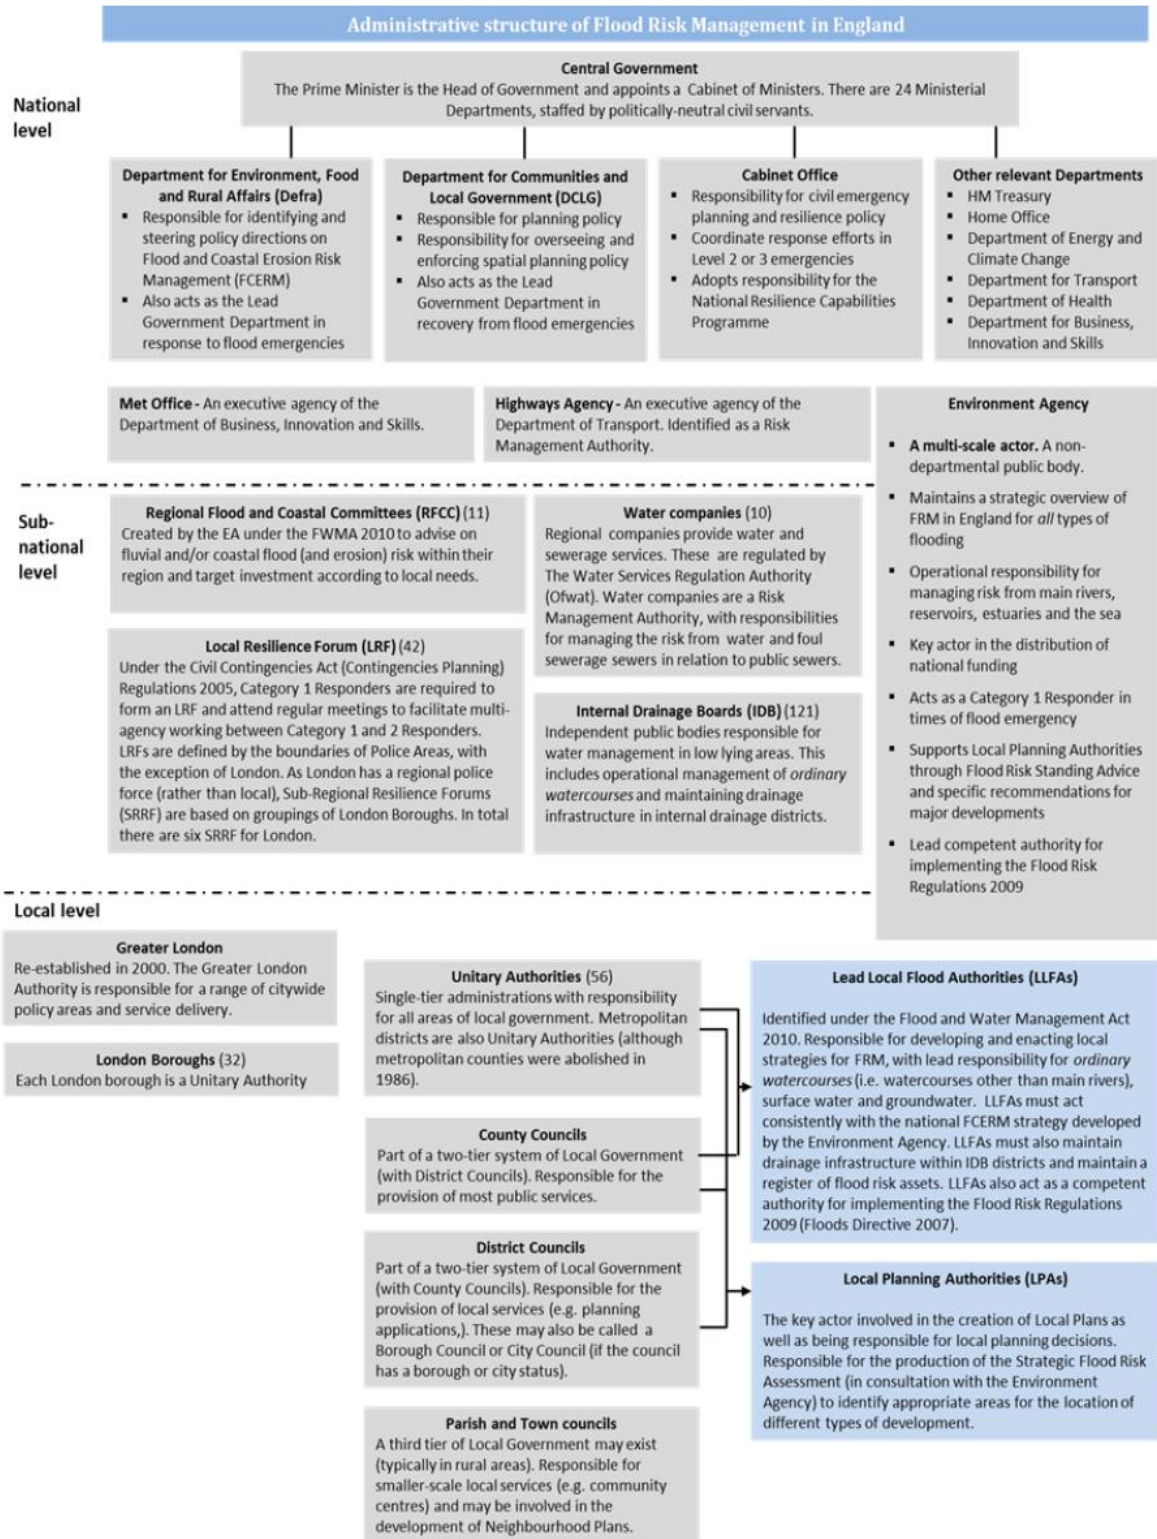 Administrative structure of Flood Risk Management in England
National
level
Central Government
The Prime Minister is the Head of Government and appoints a Cabinet of Ministers. There are 24 Ministerial
Departments, staffed by politically-neutral civil servants.
Department for Environment, Food
and Rural Affairs (Defra)
▪ Responsible for identifying and
steering policy directions on
Flood and Coastal Erosion Risk
Management (FCERM)
▪ Also acts as the Lead
Government Department in
response to flood emergencies
Department for Communities and
Local Government (DCLG)
▪ Responsible for planning policy
▪ Responsibility for overseeing and
enforcing spatial planning policy
▪ Also acts as the Lead
Government Department in
recovery from flood emergencies
Cabinet Office
▪ Responsibility for civil emergency
planning and resilience policy
▪ Coordinate response efforts in
Level 2 or 3 emergencies
▪ Adopts responsibility for the
National Resilience Capabilities
Programme
Other relevant Departments
▪ HM Treasury
▪ Home Office
▪ Department of Energy and
Climate Change
▪ Department for Transport
▪ Department of Health
▪ Department for Business,
Innovation and Skills
Met Office - An executive agency of the
Department of Business, Innovation and Skills.
Highways Agency - An executive agency of the
Department of Transport. Identified as a Risk
Management Authority.
Environment Agency
▪ A multi-scale actor. A non-
departmental public body.
▪ Maintains a strategic overview of
FRM in England for all types of
flooding
▪ Operational responsibility for
managing risk from main rivers,
reservoirs, estuaries and the sea
▪ Key actor in the distribution of
national funding
▪ Acts as a Category 1 Responder in
times of flood emergency
▪ Supports Local Planning Authorities
through Flood Risk Standing Advice
and specific recommendations for
major developments
▪ Lead competent authority for
implementing the Flood Risk
Regulations 2009
Sub-
national
level
Regional Flood and Coastal Committees (RFCC) (11)
Created by the EA under the FWMA 2010 to advise on
fluvial and/or coastal flood (and erosion) risk within their
region and target investment according to local needs.
Water companies (10)
Regional companies provide water and
sewerage services. These are regulated by
The Water Services Regulation Authority
(Ofwat). Water companies are a Risk
Management Authority, with responsibilities
for managing the risk from water and foul
sewerage sewers in relation to public sewers.
Local Resilience Forum (LRF) (42)
Under the Civil Contingencies Act (Contingencies Planning)
Regulations 2005, Category 1 Responders are required to
form an LRF and attend regular meetings to facilitate multi-
agency working between Category 1 and 2 Responders.
LRFs are defined by the boundaries of Police Areas, with
the exception of London. As London has a regional police
force (rather than local), Sub-Regional Resilience Forums
(SRRF) are based on groupings of London Boroughs. In total
there are six SRRF for London.
Internal Drainage Boards (IDB) (121)
Independent public bodies responsible for
water management in low lying areas. This
includes operational management of ordinary
watercourses and maintaining drainage
infrastructure in internal drainage districts.
Local level
Greater London
Re-established in 2000. The Greater London
Authority is responsible for a range of citywide
policy areas and service delivery.
London Boroughs (32)
Each London borough is a Unitary Authority
Unitary Authorities (56)
Single-tier administrations with responsibility
for all areas of local government. Metropolitan
districts are also Unitary Authorities (although
metropolitan counties were abolished in
1986).
County Councils
Part of a two-tier system of Local Government
(with District Councils). Responsible for the
provision of most public services.
District Councils
Part of a two-tier system of Local Government
(with County Councils). Responsible for the
provision of local services (e.g. planning
applications,). These may also be called a
Borough Council or City Council (if the council
has a borough or city status).
Parish and Town councils
A third tier of Local Government may exist
(typically in rural areas). Responsible for
smaller-scale local services (e.g. community
centres) and may be involved in the
development of Neighbourhood Plans.
Lead Local Flood Authorities (LLFAs)
Identified under the Flood and Water Management Act
2010. Responsible for developing and enacting local
strategies for FRM, with lead responsibility for ordinary
watercourses (i.e. watercourses other than main rivers),
surface water and groundwater. LLFAs must act
consistently with the national FCERM strategy developed
by the Environment Agency. LLFAs must also maintain
drainage infrastructure within IDB districts and maintain a
register of flood risk assets. LLFAs also act as a competent
authority for implementing the Flood Risk Regulations
2009 (Floods Directive 2007).
Local Planning Authorities (LPAs)
The key actor involved in the creation of Local Plans as
well as being responsible for local planning decisions.
Responsible for the production of the Strategic Flood Risk
Assessment (in consultation with the Environment
Agency) to identify appropriate areas for the location of
different types of development.